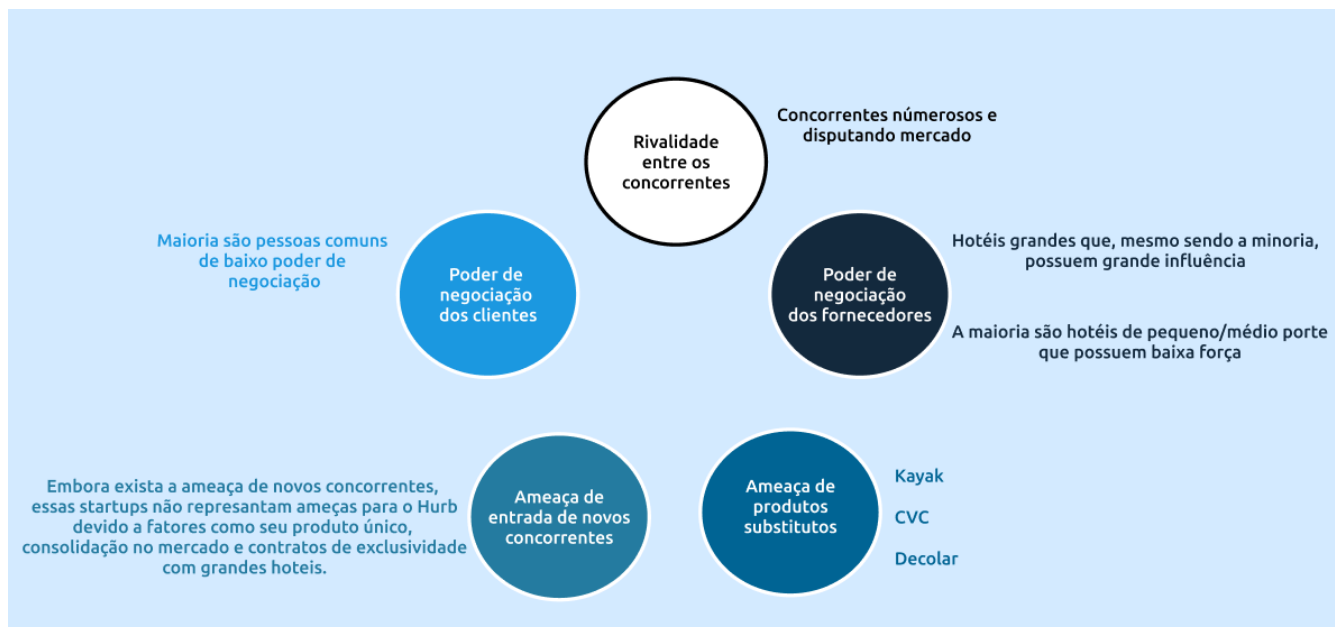 Rivalidade
entre os
concorrentes
Concorrentes númerosos e
disputando mercado
Maioria são pessoas comuns
de baixo poder de
negociação
Poder de
negociação
dos clientes
Poder de
negociação
dos fornecedores
Hotéis grandes que, mesmo sendo a minoria,
possuem grande influência
A maioria são hotéis de pequeno/médio porte
que possuem baixa força
Embora exista a ameaça de novos concorrentes,
essas startups não represantam ameças para o Hurb
devido a fatores como seu produto único,
consolidação no mercado e contratos de exclusividade
com grandes hoteis.
Ameaça de
entrada de novos
concorrentes
Ameaça de
produtos
substitutos
Kayak
CVC
Decolar